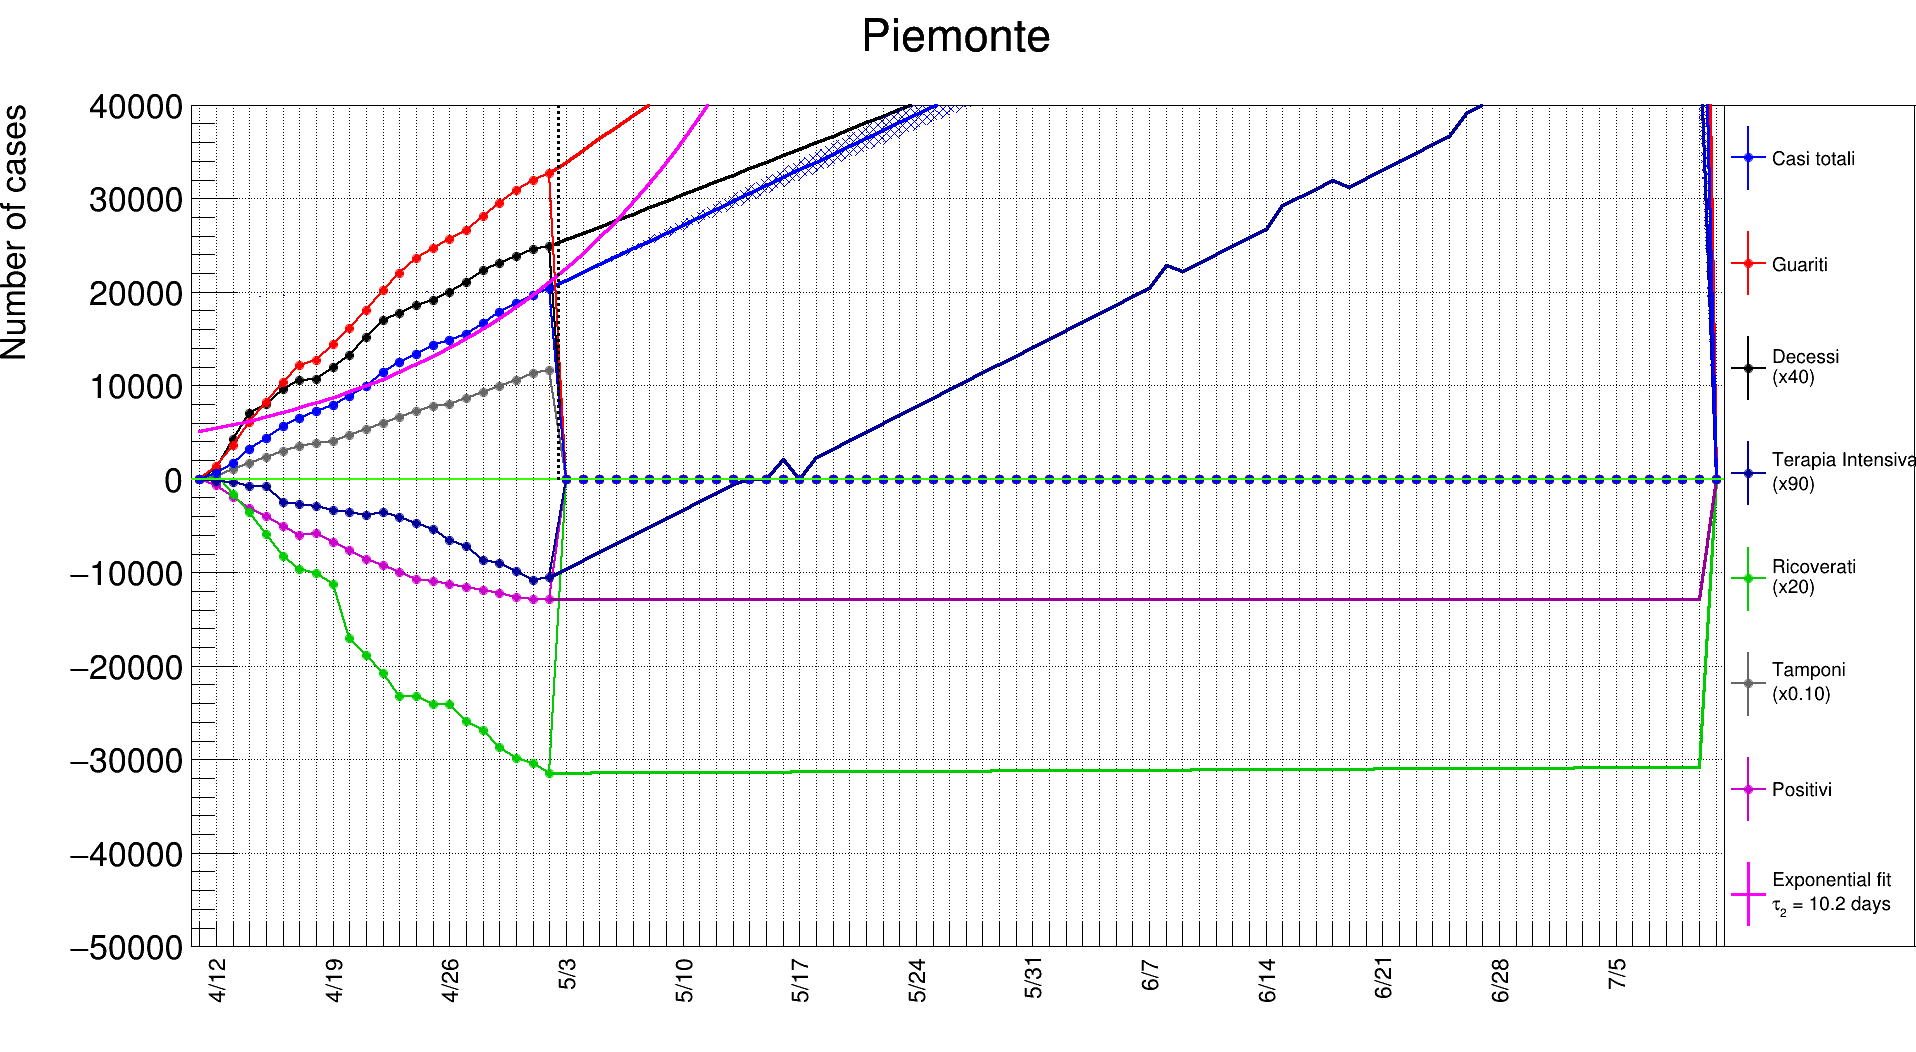 Piemonte
Number of cases
40000
30000
20000
10000
0
−10000
−20000
−30000
−40000
−50000
4/12
4/19
4/26
5/3
5/10
5/17
5/24
5/31
6/7
6/14
6/21
6/28
7/5
Casi totali
Guariti
Decessi
(x40)
Terapia Intensiva
(x90)
Ricoverati
(x20)
Tamponi
(x0.10)
Positivi
Exponential fit
τ2 = 10.2 days